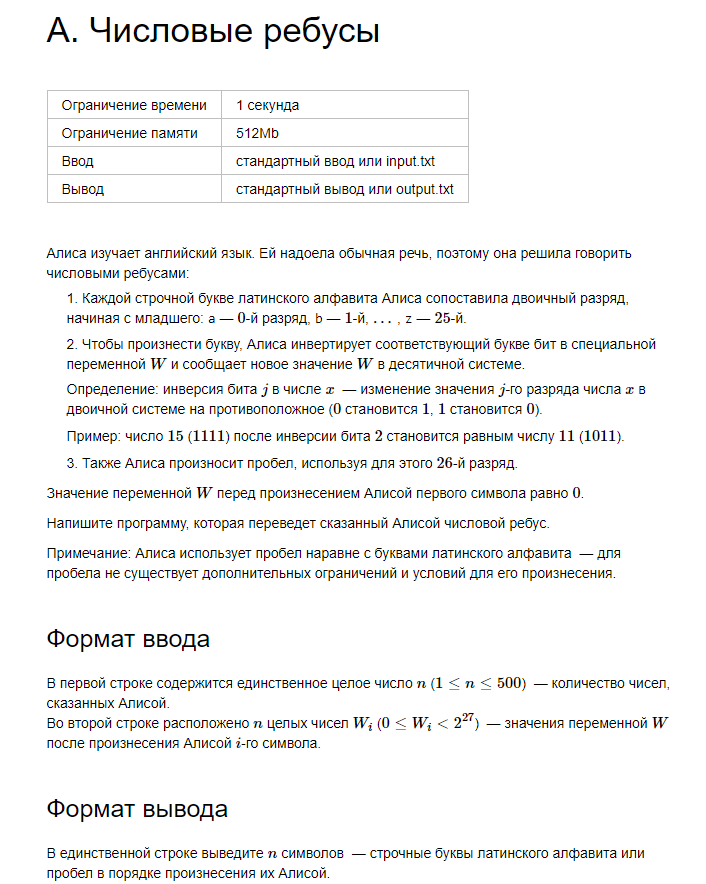 А. Числовые ребусы
Ограничение времени 1 секунда
Ограничение памяти 512Mb
Ввод стандартный ввод или input.txt
Вывод стандартный вывод или output.txt
Алиса изучает английский язык. Ей надоела обычная речь, поэтому она решила говорить
числовыми ребусами:
1. Каждой строчной букве латинского алфавита Алиса сопоставила двоичный разряд,
начиная с младшего: a — 0-й разряд, b — 1-й, … , z — 25-й.
2. Чтобы произнести букву, Алиса инвертирует соответствующий букве бит в специальной
переменной W и сообщает новое значение W в десятичной системе.
Определение: инверсия бита j в числе x — изменение значения j-го разряда числа x в
двоичной системе на противоположное (0 становится 1, 1 становится 0).
Пример: число 15 (1111) после инверсии бита 2 становится равным числу 11 (1011).
3. Также Алиса произносит пробел, используя для этого 26-й разряд.
Значение переменной W перед произнесением Алисой первого символа равно 0.
Напишите программу, которая переведет сказанный Алисой числовой ребус.
Примечание: Алиса использует пробел наравне с буквами латинского алфавита — для
пробела не существует дополнительных ограничений и условий для его произнесения.
Формат ввода
В первой строке содержится единственное целое число n (1 ≤ n ≤ 500) — количество чисел,
сказанных Алисой.
Во второй строке расположено n целых чисел Wᵢ (0 ≤ Wᵢ < 2²⁷) — значения переменной W
после произнесения Алисой i-го символа.
Формат вывода
В единственной строке выведите n символов — строчные буквы латинского алфавита или
пробел в порядке произнесения их Алисой.